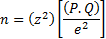 n = (z²) [(P.Q)/e²]